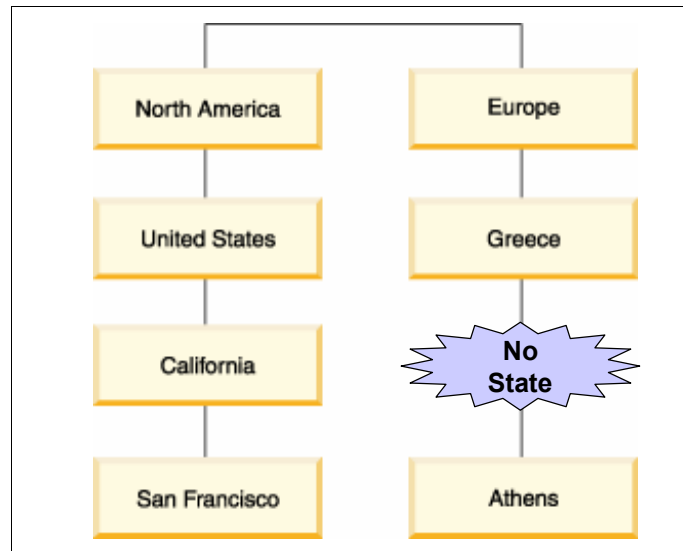 North America
Europe
United States
Greece
California
No
State
San Francisco
Athens